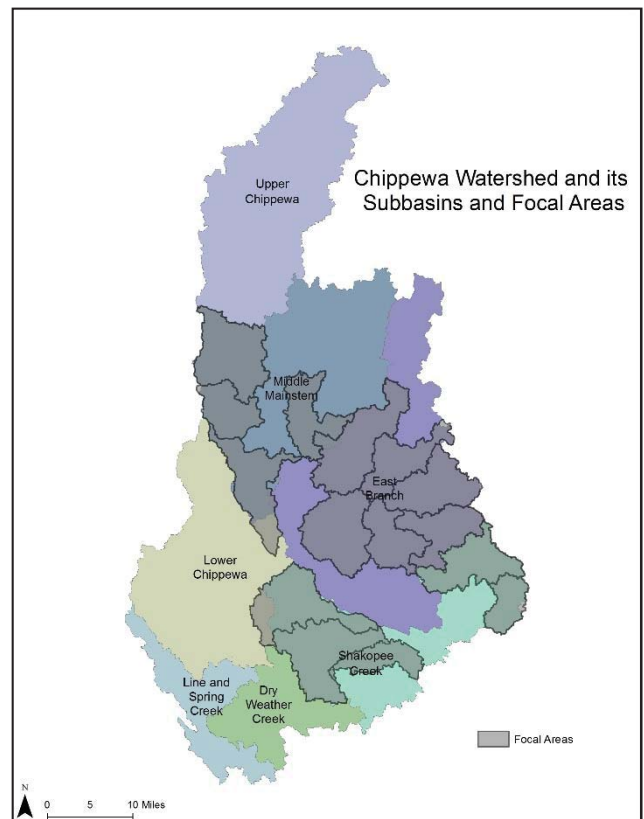 Chippewa Watershed and its
Subbasins and Focal Areas
Upper
Chippewa
Middle
Mainstem
East
Branch
Lower
Chippewa
Shakopee
Creek
Line and
Spring
Creek
Dry
Weather
Creek
Focal Areas
N
0 5 10 Miles